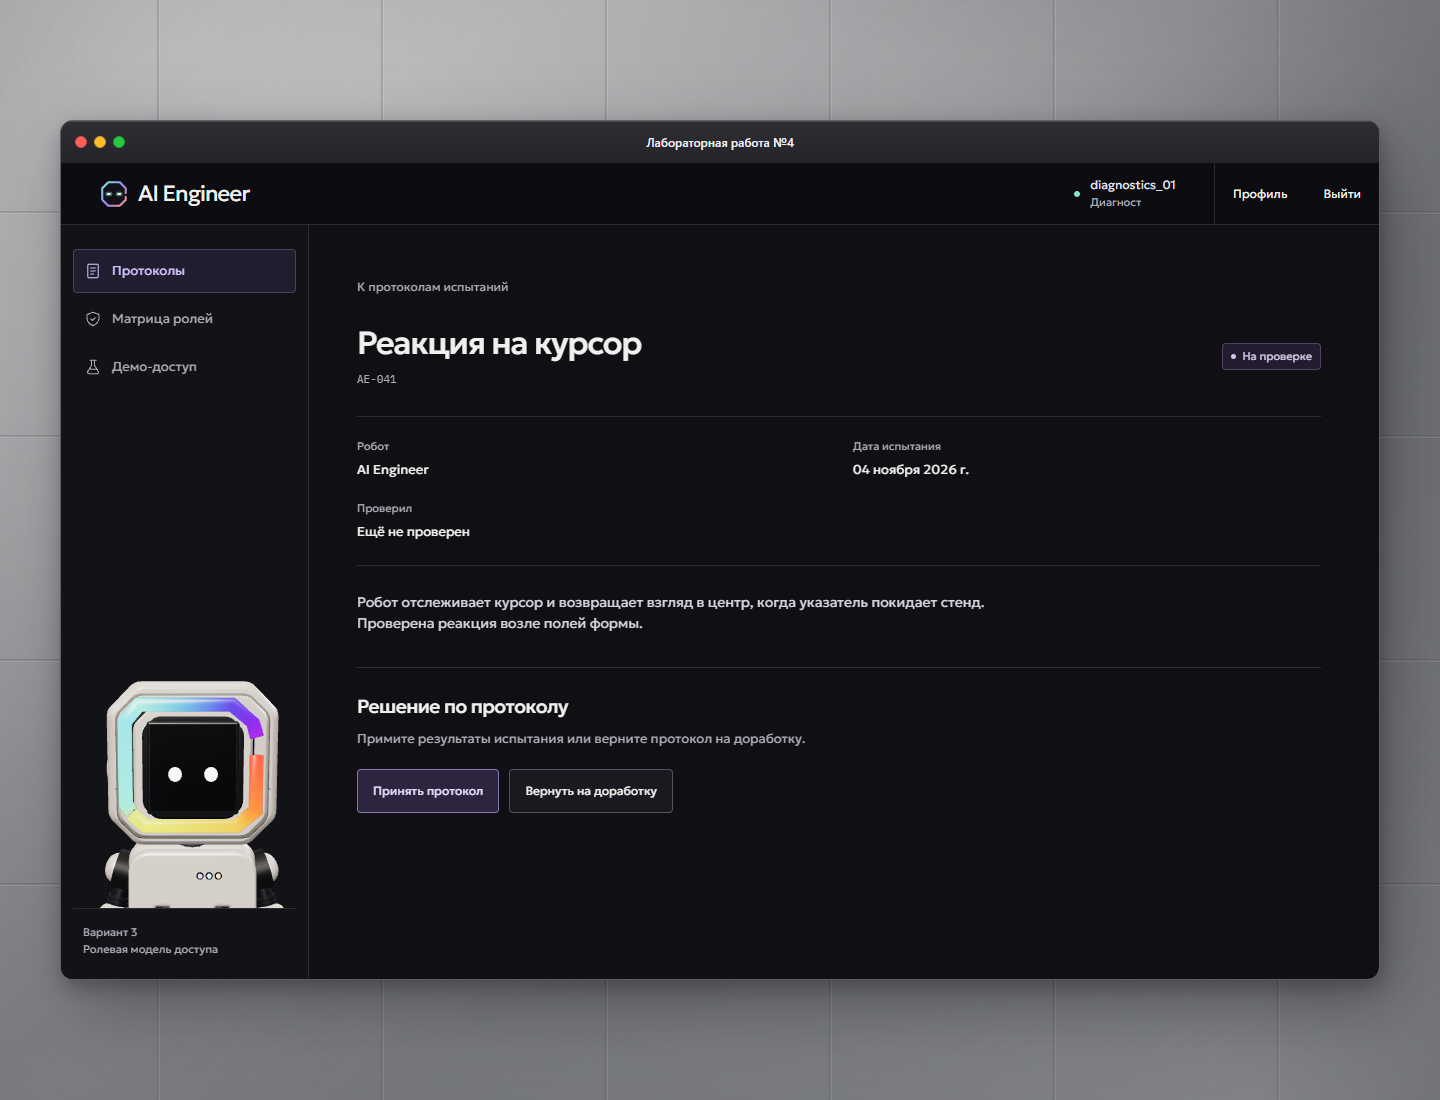 Лабораторная работа №4
AI Engineer
diagnostics_01
Диагност
Профиль
Выйти
Протоколы
Матрица ролей
Демо-доступ
К протоколам испытаний
Реакция на курсор
AE-041
На проверке
Робот
AI Engineer
Дата испытания
04 ноября 2026 г.
Проверил
Ещё не проверен
Робот отслеживает курсор и возвращает взгляд в центр, когда указатель покидает стенд.
Проверена реакция возле полей формы.
Решение по протоколу
Примите результаты испытания или верните протокол на доработку.
Принять протокол
Вернуть на доработку
Вариант 3
Ролевая модель доступа